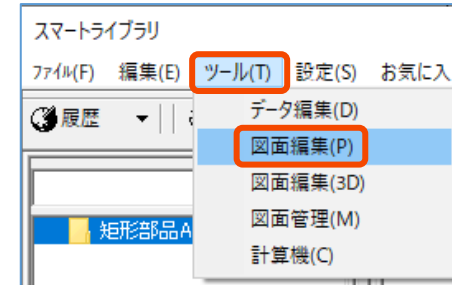 スマートライブラリ
ファイル(F) 編集(E) ツール(T) 設定(S) お気に入
履歴
データ編集(D)
図面編集(P)
図面編集(3D)
図面管理(M)
計算機(C)
矩形部品A